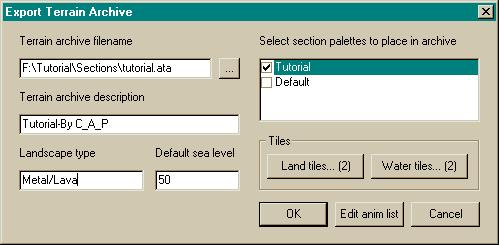 Export Terrain Archive
Terrain archive filename
F:\Tutorial\Sections\tutorial.ata
...
Terrain archive description
Tutorial-By C_A_P
Landscape type
Default sea level
Metal/Lava
50
Select section palettes to place in archive
Tutorial
Default
Tiles
Land tiles... (2)
Water tiles... (2)
OK
Edit anim list
Cancel